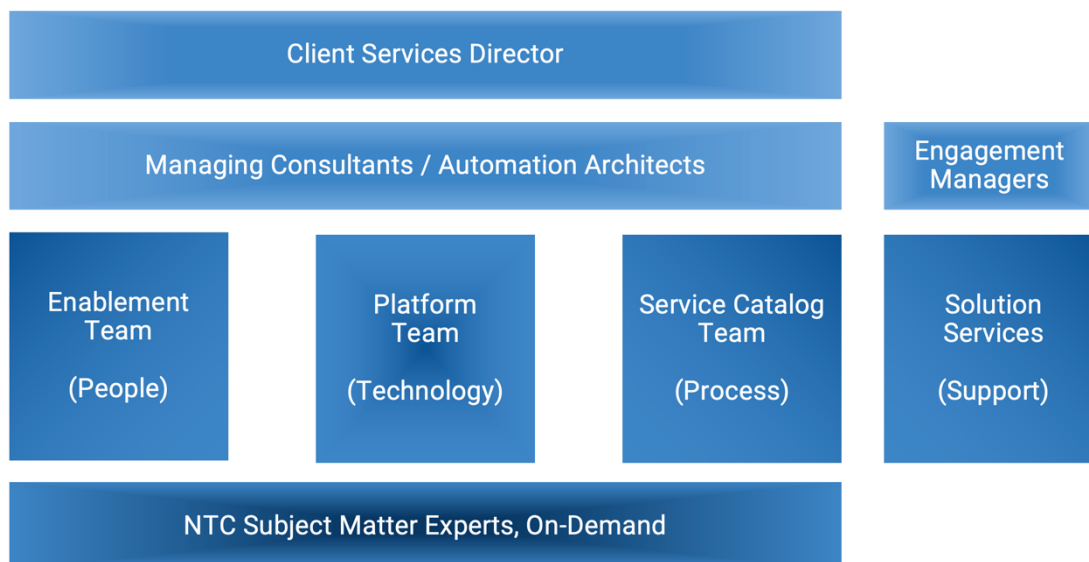 Client Services Director
Managing Consultants / Automation Architects
Engagement
Managers
Enablement
Team
(People)
Platform
Team
(Technology)
Service Catalog
Team
(Process)
Solution
Services
(Support)
NTC Subject Matter Experts, On-Demand